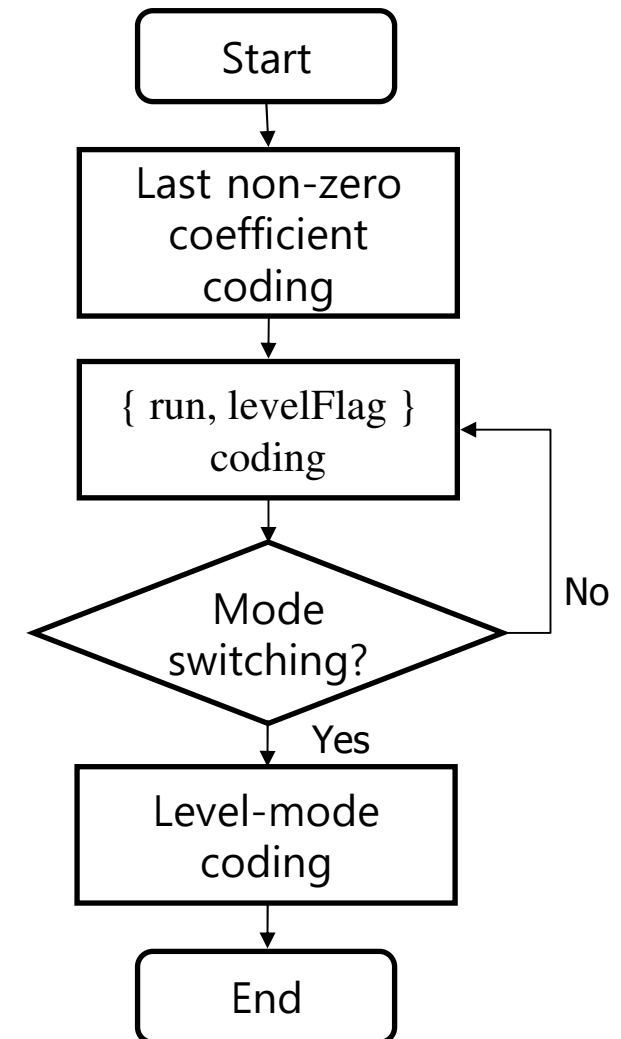 Start
Last non-zero
coefficient
coding
{ run, levelFlag }
coding
Mode
switching?
No
Yes
Level-mode
coding
End